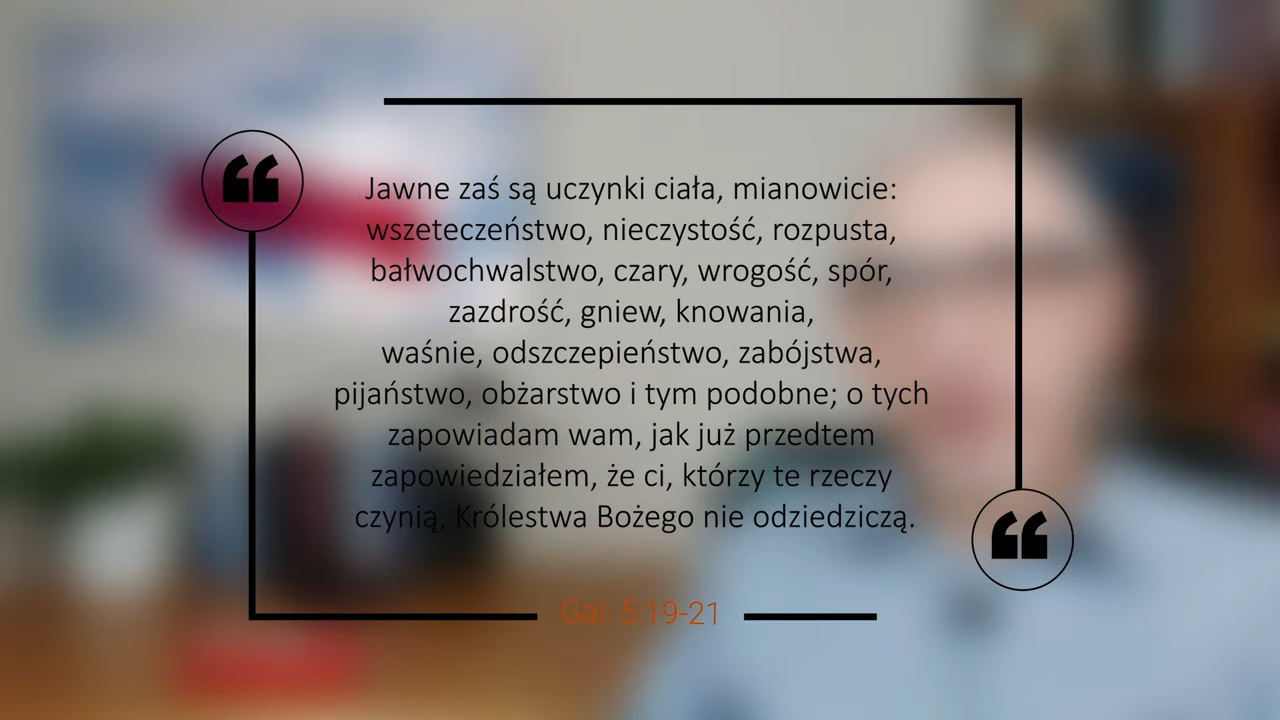 Jawne zaś są uczynki ciała, mianowicie:
wszeteczeństwo, nieczystość, rozpusta,
bałwochwalstwo, czary, wrogość, spór,
zazdrość, gniew, knowania,
waśnie, odszczepieństwo, zabójstwa,
pijaństwo, obżarstwo i tym podobne; o tych
zapowiadam wam, jak już przedtem
zapowiedziałem, że ci, którzy te rzeczy
czynią, Królestwa Bożego nie odziedziczą.
Gal. 5:19-21